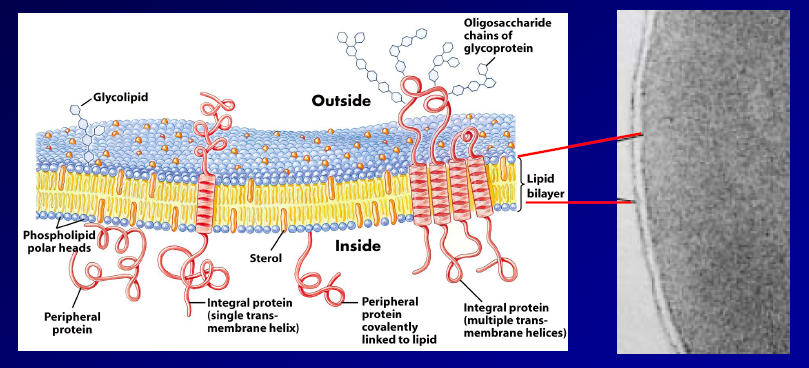 Oligosaccharide
chains of
glycoprotein
Glycolipid
Outside
Lipid
bilayer
Phospholipid
polar heads
Sterol
Inside
Peripheral
protein
Integral protein
(single trans-
membrane helix)
Peripheral
protein
covalently
linked to lipid
Integral protein
(multiple trans-
membrane helices)